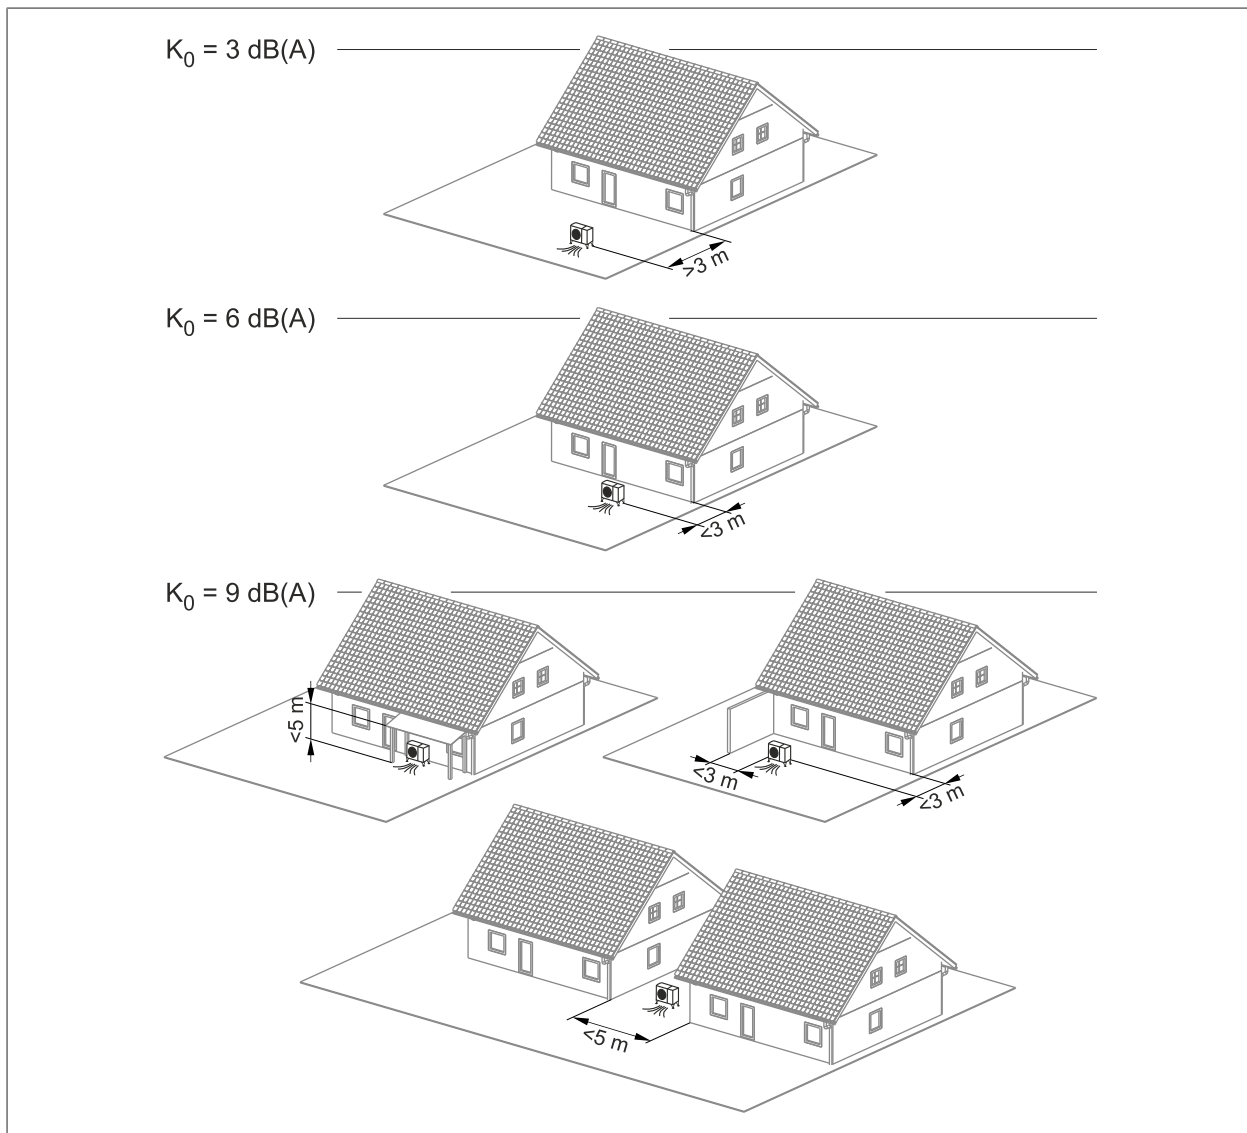 K₀ = 3 dB(A)
>3 m
K₀ = 6 dB(A)
<3 m
K₀ = 9 dB(A)
<5 m
<3 m
<3 m
<5 m